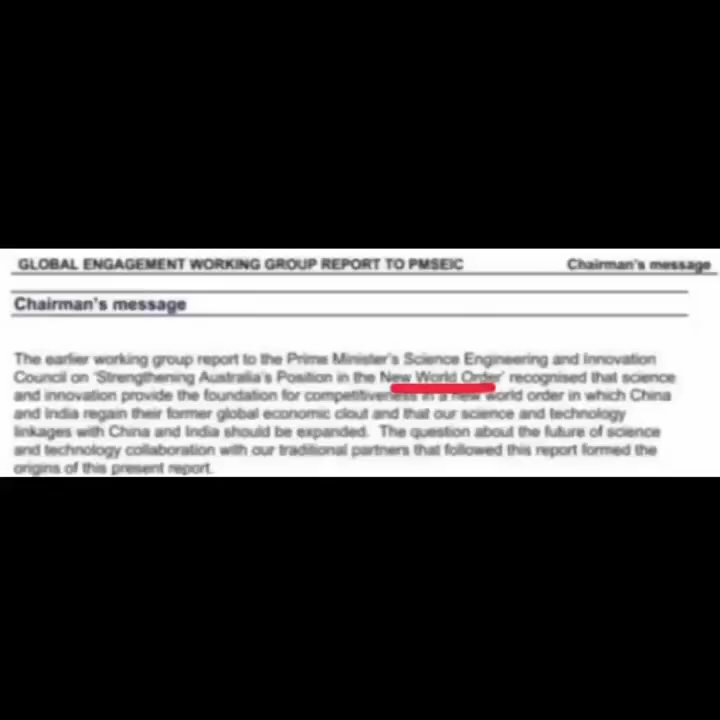 GLOBAL ENGAGEMENT WORKING GROUP REPORT TO PMSEIC Chairman's message
Chairman's message
The earlier working group report to the Prime Minister's Science Engineering and Innovation
Council on 'Strengthening Australia's Position in the New World Order' recognised that science
and innovation provide the foundation for competitiveness in a new world order in which China
and India regain their former global economic clout and that our science and technology
linkages with China and India should be expanded. The question about the future of science
and technology collaboration with our traditional partners that followed this report formed the
origins of this present report.